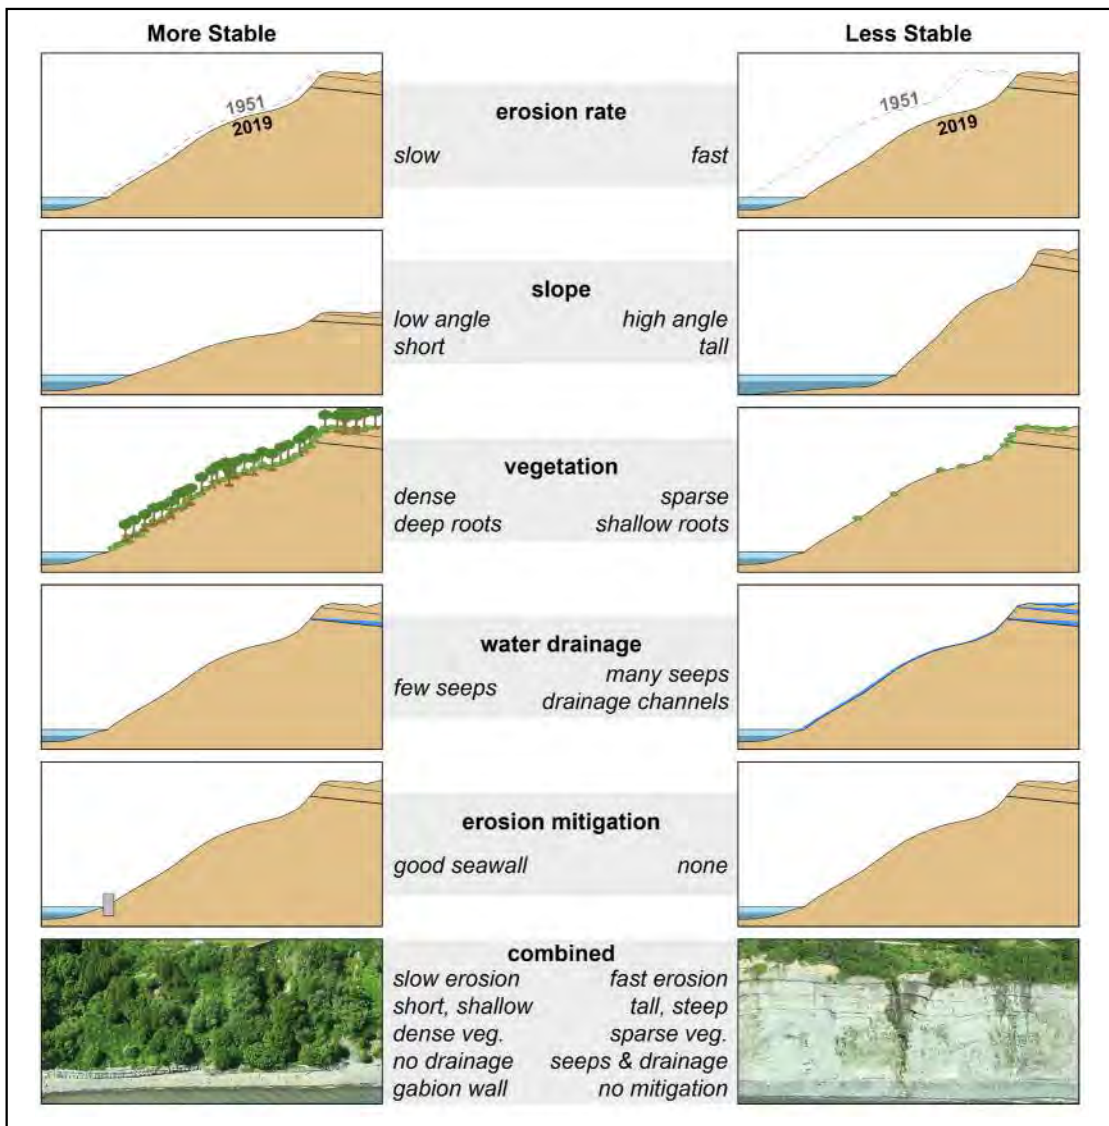 More Stable
Less Stable
1951
2019
erosion rate
slow
fast
1951
2019
slope
low angle
high angle
short
tall
vegetation
dense
sparse
deep roots
shallow roots
water drainage
few seeps
many seeps
drainage channels
erosion mitigation
good seawall
none
combined
slow erosion
fast erosion
short, shallow
tall, steep
dense veg.
sparse veg.
no drainage
seeps & drainage
gabion wall
no mitigation